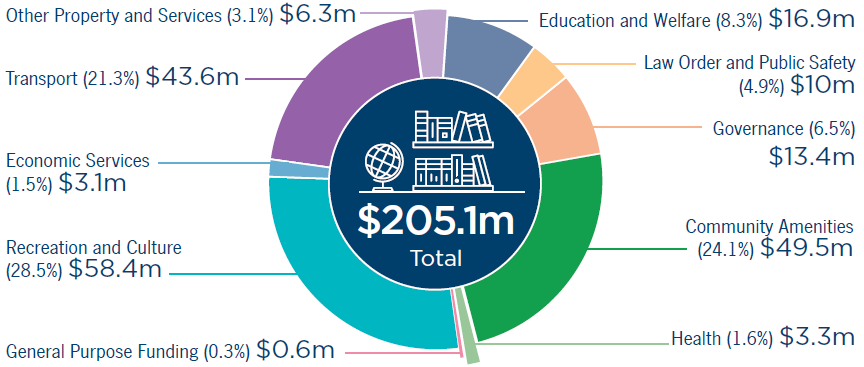 Other Property and Services (3.1%) $6.3m
Education and Welfare (8.3%) $16.9m
Transport (21.3%) $43.6m
Law Order and Public Safety
(4.9%) $10m
Governance (6.5%)
$13.4m
Economic Services
(1.5%) $3.1m
$205.1m
Total
Community Amenities
(24.1%) $49.5m
Recreation and Culture
(28.5%) $58.4m
Health (1.6%) $3.3m
General Purpose Funding (0.3%) $0.6m